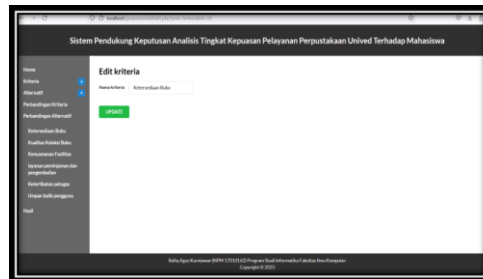 Sistem Pendukung Keputusan Analisis Tingkat Kepuasan Pelayanan Perpustakaan Unived Terhadap Mahasiswa
Home
Kriteria
Alternatif
Perbandingan Kriteria
Perbandingan Alternatif
Ketersediaan Buku
Kualitas Koleksi Buku
Kenyamanan Fasilitas
layanan peminjaman dan
pengembalian
Keterlibatan petugas
Umpan balik pengguna
Hasil
Edit kriteria
Nama kriteria Ketersediaan Buku
UPDATE
Program Studi Informatika Fakultas Ilmu Komputer
Copyright © 2023